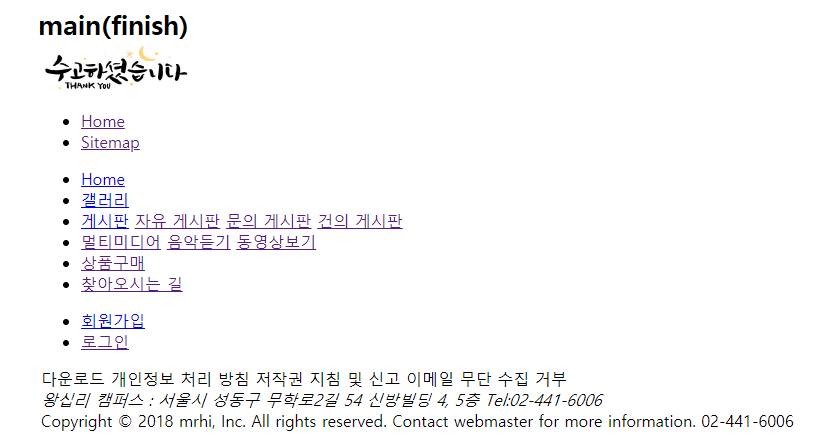 main(finish)
수고하셨습니다
THANK YOU
Home
Sitemap
Home
갤러리
게시판 자유 게시판 문의 게시판 건의 게시판
멀티미디어 음악듣기 동영상보기
상품구매
찾아오시는 길
회원가입
로그인
다운로드 개인정보 처리 방침 저작권 지침 및 신고 이메일 무단 수집 거부
왕십리 캠퍼스 : 서울시 성동구 무학로2길 54 신방빌딩 4, 5층 Tel:02-441-6006
Copyright © 2018 mrhi, Inc. All rights reserved. Contact webmaster for more information. 02-441-6006